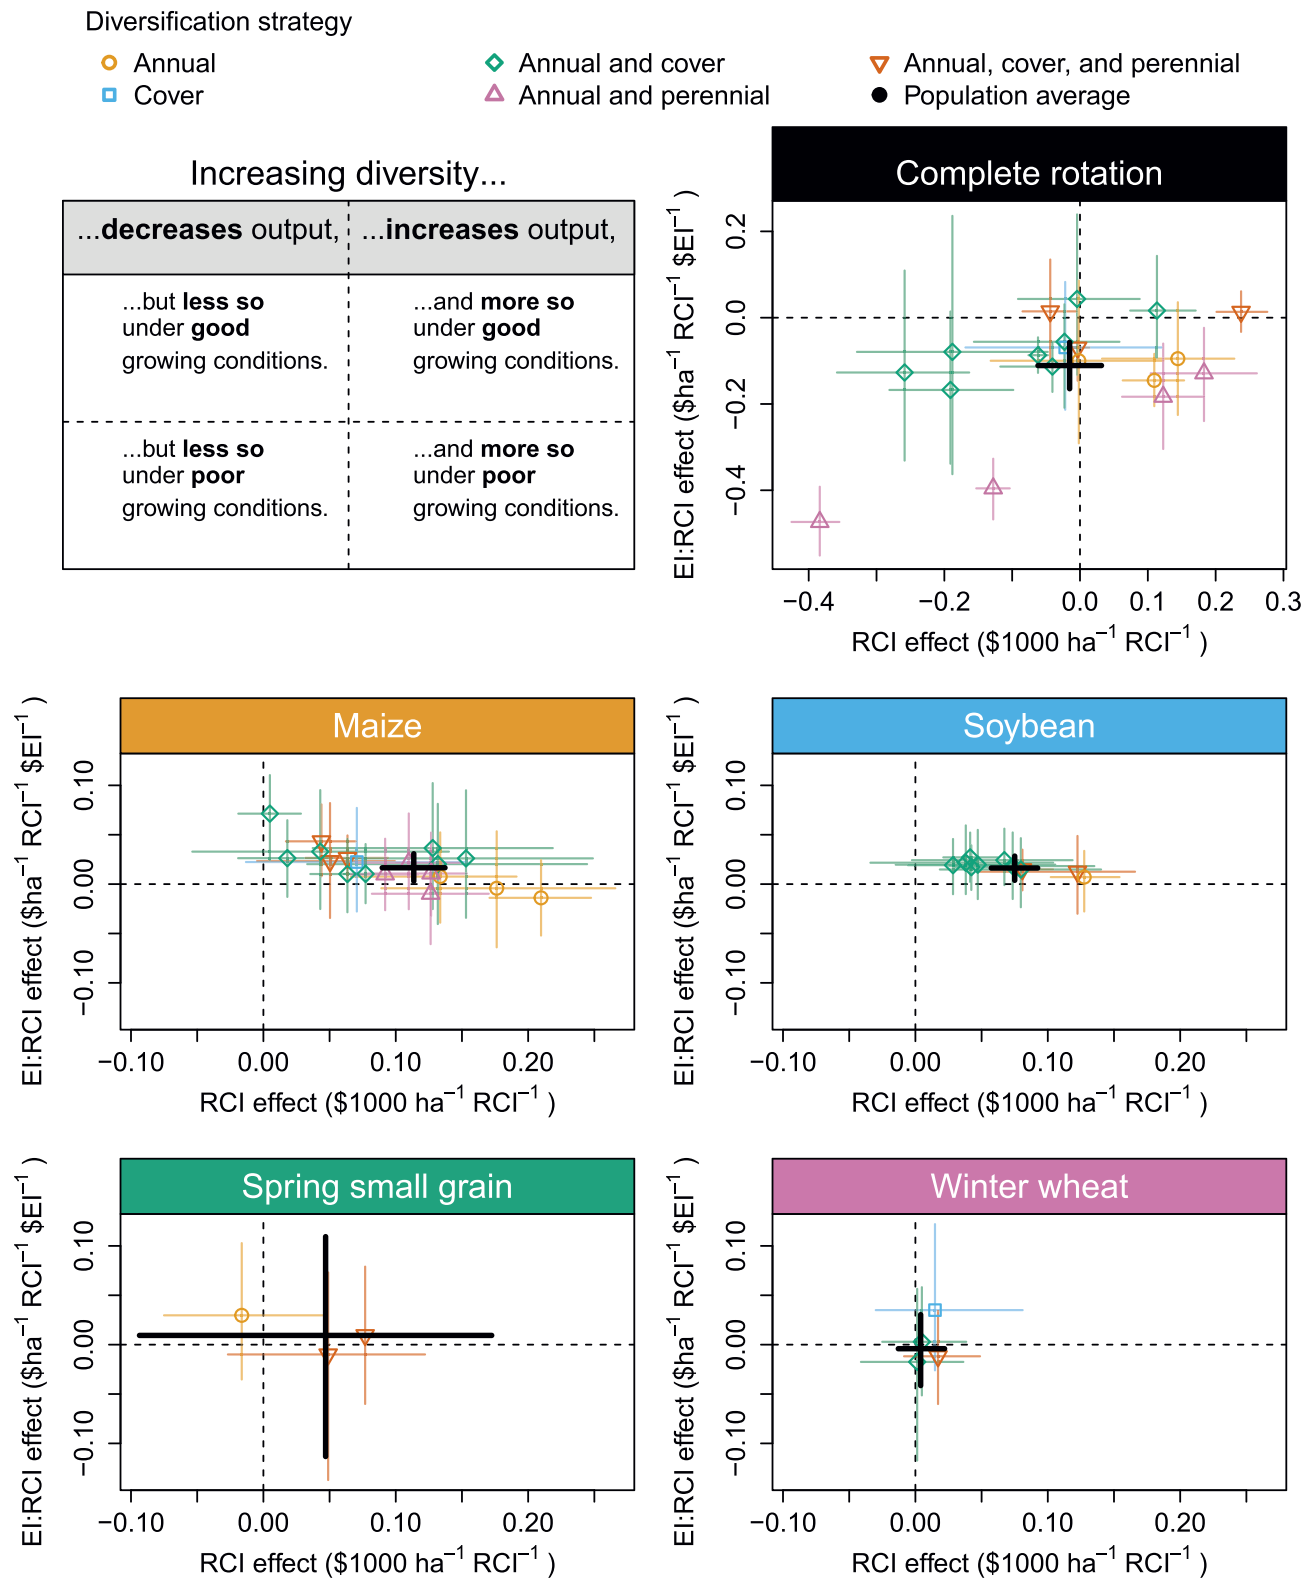 Diversification strategy
Annual
Annual and cover
Annual, cover, and perennial
Cover
Annual and perennial
Population average
Increasing diversity...
...decreases output,
...increases output,
...but less so
under good
growing conditions.
...and more so
under good
growing conditions.
...but less so
under poor
growing conditions.
...and more so
under poor
growing conditions.
Complete rotation
EI:RCI effect ($ha⁻¹ RCI⁻¹ $EI⁻¹ )
0.2
0.0
−0.2
−0.4
−0.4
−0.2
0.0
0.1
0.2
0.3
RCI effect ($1000 ha⁻¹ RCI⁻¹ )
Maize
EI:RCI effect ($ha⁻¹ RCI⁻¹ $EI⁻¹ )
0.10
0.00
−0.10
−0.10
0.00
0.10
0.20
RCI effect ($1000 ha⁻¹ RCI⁻¹ )
Soybean
EI:RCI effect ($ha⁻¹ RCI⁻¹ $EI⁻¹ )
0.10
0.00
−0.10
−0.10
0.00
0.10
0.20
RCI effect ($1000 ha⁻¹ RCI⁻¹ )
Spring small grain
EI:RCI effect ($ha⁻¹ RCI⁻¹ $EI⁻¹ )
0.10
0.00
−0.10
−0.10
0.00
0.10
0.20
RCI effect ($1000 ha⁻¹ RCI⁻¹ )
Winter wheat
EI:RCI effect ($ha⁻¹ RCI⁻¹ $EI⁻¹ )
0.10
0.00
−0.10
−0.10
0.00
0.10
0.20
RCI effect ($1000 ha⁻¹ RCI⁻¹ )